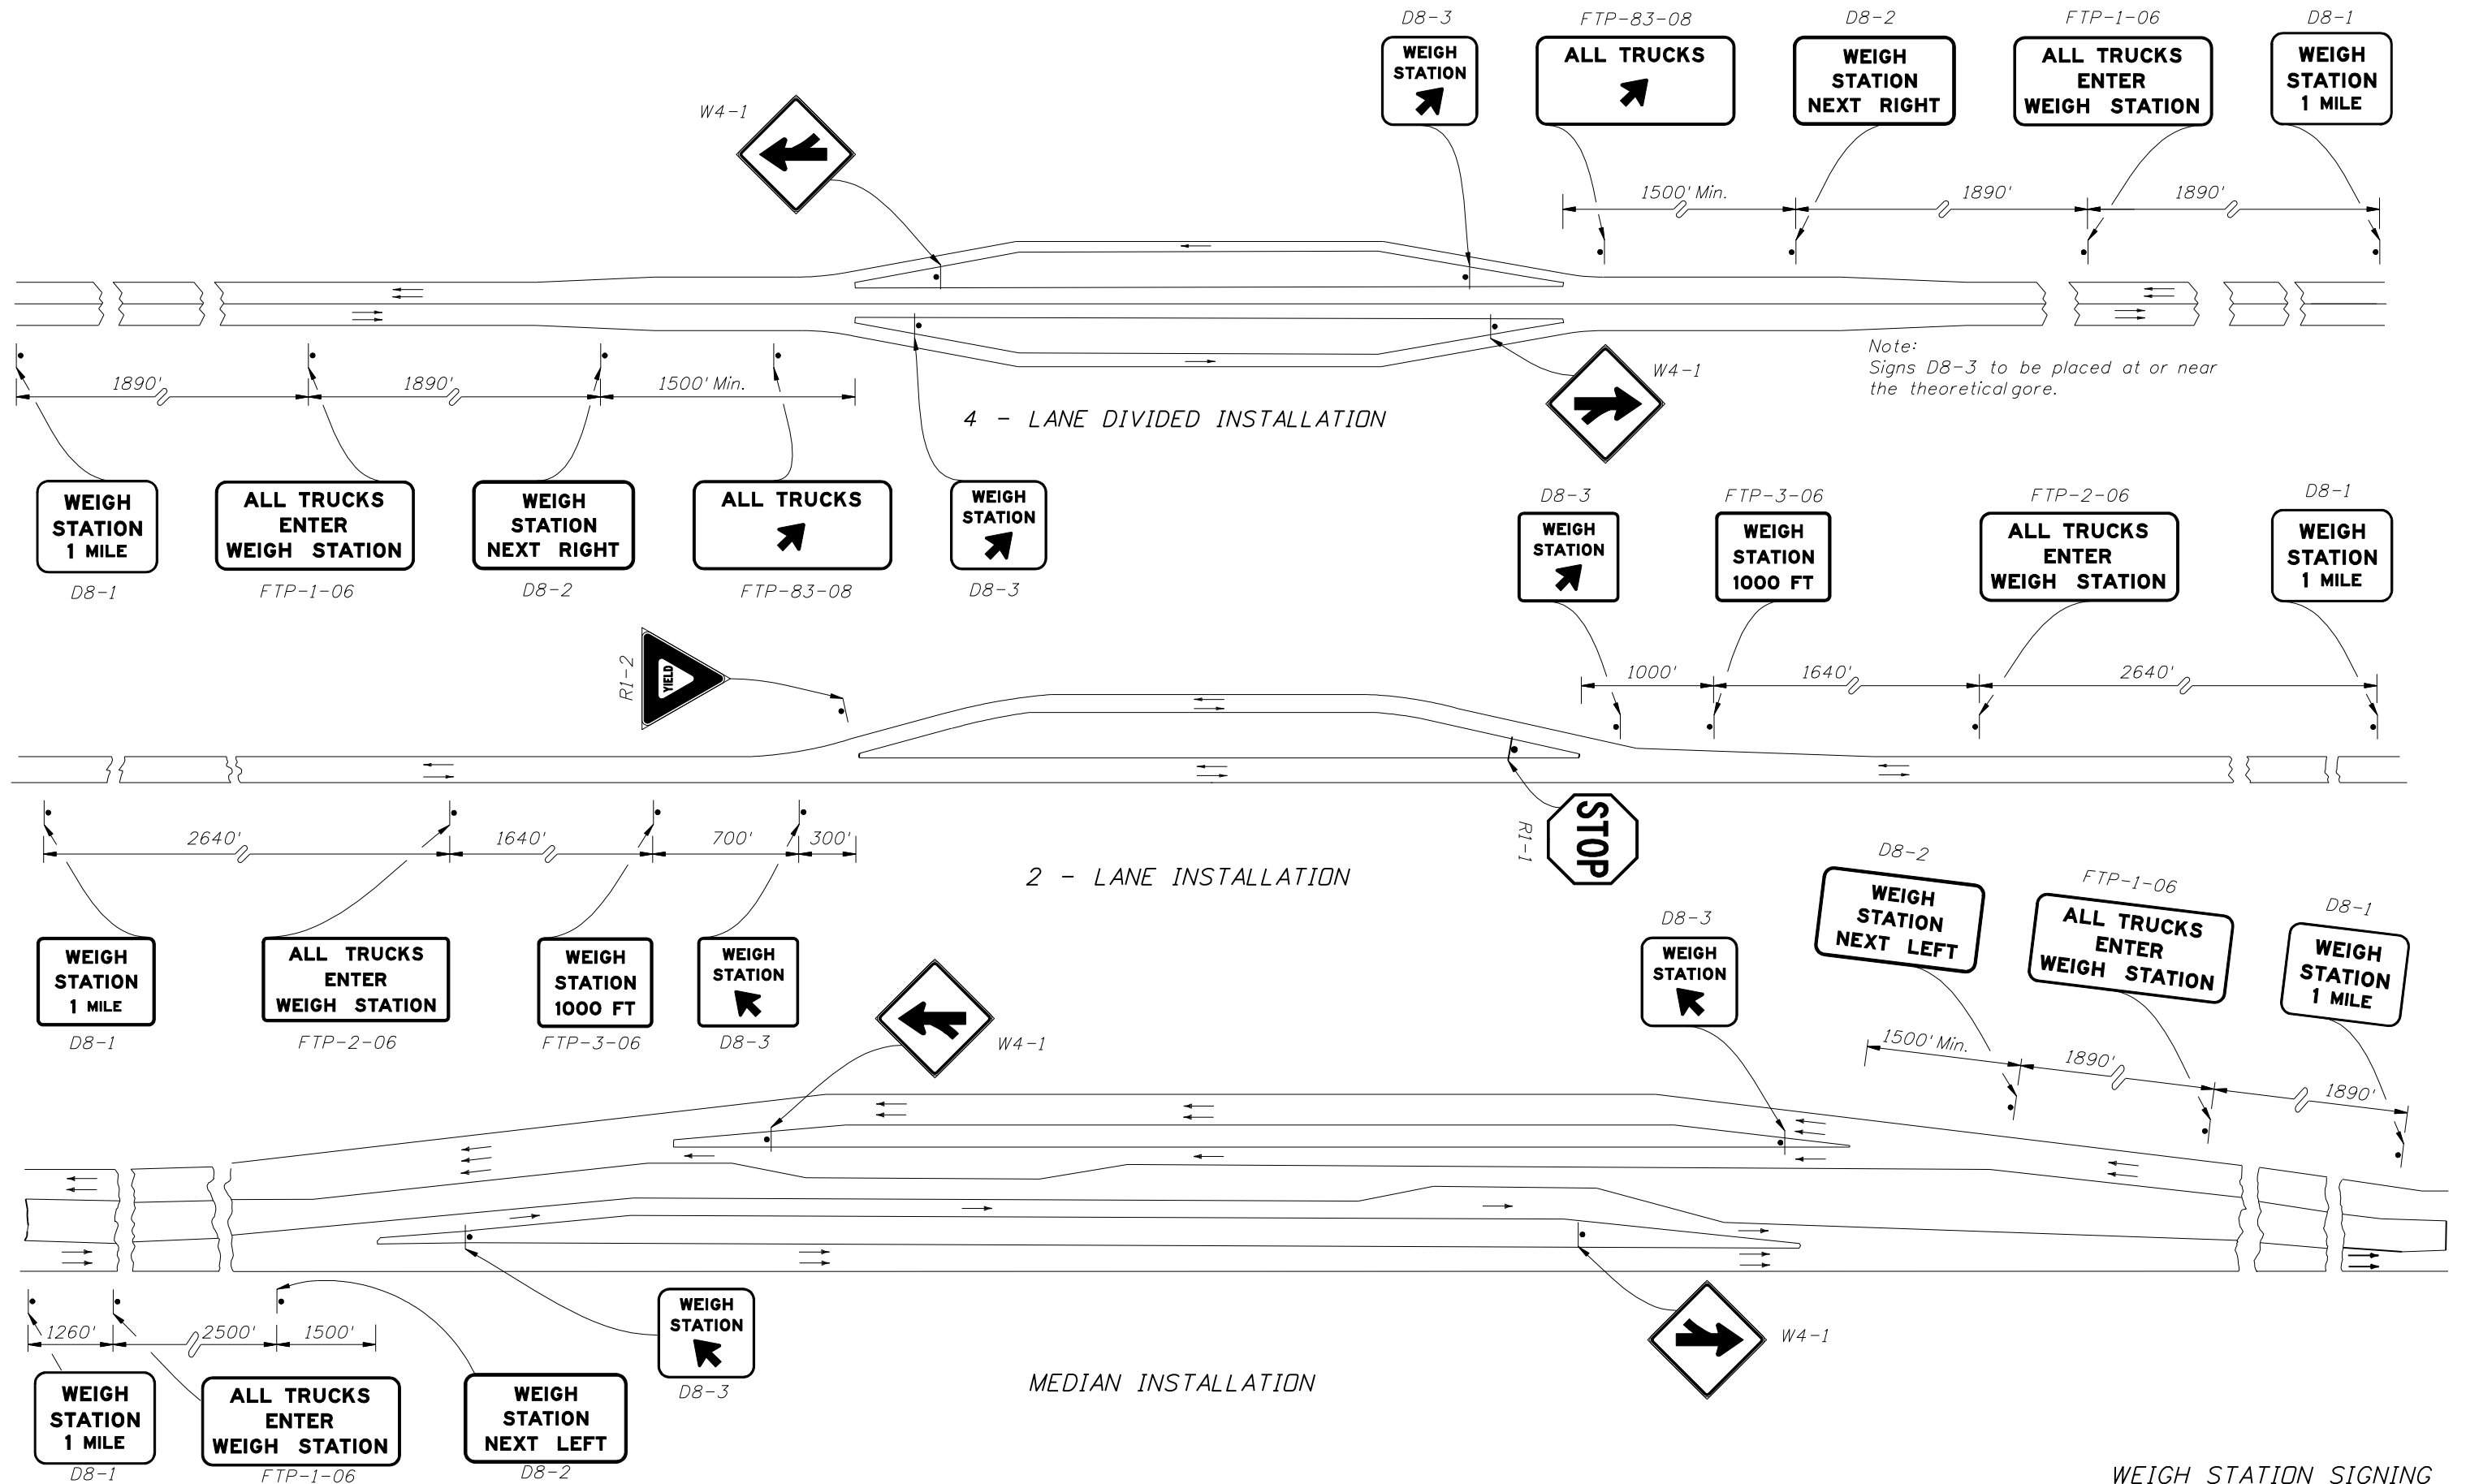 D8-3
FTP-83-08
D8-2
FTP-1-06
D8-1
WEIGH
STATION
ALL TRUCKS
WEIGH
STATION
NEXT RIGHT
ALL TRUCKS
ENTER
WEIGH STATION
WEIGH
STATION
1 MILE
W4-1
1500' Min.
1890'
1890'
Note:
Signs D8-3 to be placed at or near
the theoretical gore.
W4-1
1890'
1890'
1500' Min.
4 - LANE DIVIDED INSTALLATION
WEIGH
STATION
1 MILE
D8-1
ALL TRUCKS
ENTER
WEIGH STATION
FTP-1-06
WEIGH
STATION
NEXT RIGHT
D8-2
ALL TRUCKS
FTP-83-08
WEIGH
STATION
D8-3
D8-3
FTP-3-06
FTP-2-06
D8-1
WEIGH
STATION
WEIGH
STATION
1000 FT
ALL TRUCKS
ENTER
WEIGH STATION
WEIGH
STATION
1 MILE
R1-2
YIELD
1000'
1640'
2640'
R1-1
STOP
2640'
1640'
700'
300'
2 - LANE INSTALLATION
WEIGH
STATION
1 MILE
D8-1
ALL TRUCKS
ENTER
WEIGH STATION
FTP-2-06
WEIGH
STATION
1000 FT
FTP-3-06
WEIGH
STATION
D8-3
W4-1
D8-3
WEIGH
STATION
D8-2
WEIGH
STATION
NEXT LEFT
FTP-1-06
ALL TRUCKS
ENTER
WEIGH STATION
D8-1
WEIGH
STATION
1 MILE
1500' Min.
1890'
1890'
1260'
2500'
1500'
WEIGH
STATION
1 MILE
D8-1
ALL TRUCKS
ENTER
WEIGH STATION
FTP-1-06
WEIGH
STATION
NEXT LEFT
D8-2
WEIGH
STATION
D8-3
W4-1
MEDIAN INSTALLATION
WEIGH STATION SIGNING